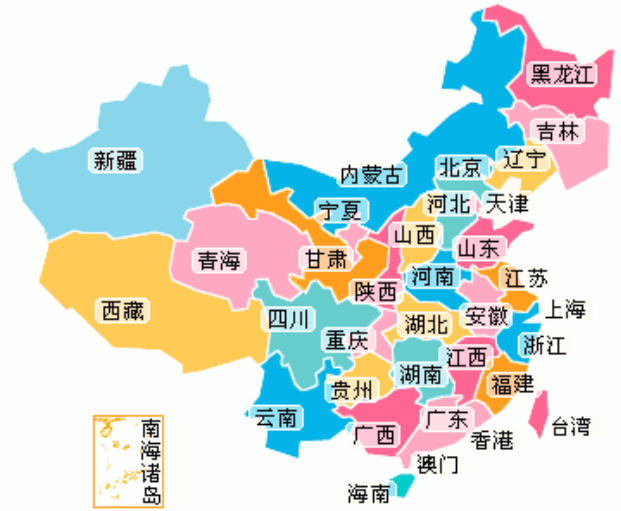 黑龙江
吉林
辽宁
新疆
北京
内蒙古
河北
天津
宁夏
山西
山东
青海
甘肃
河南
江苏
陕西
西藏
上海
四川
湖北
安徽
重庆
浙江
江西
湖南
福建
贵州
云南
广东
台湾
广西
香港
南海诸岛
澳门
海南